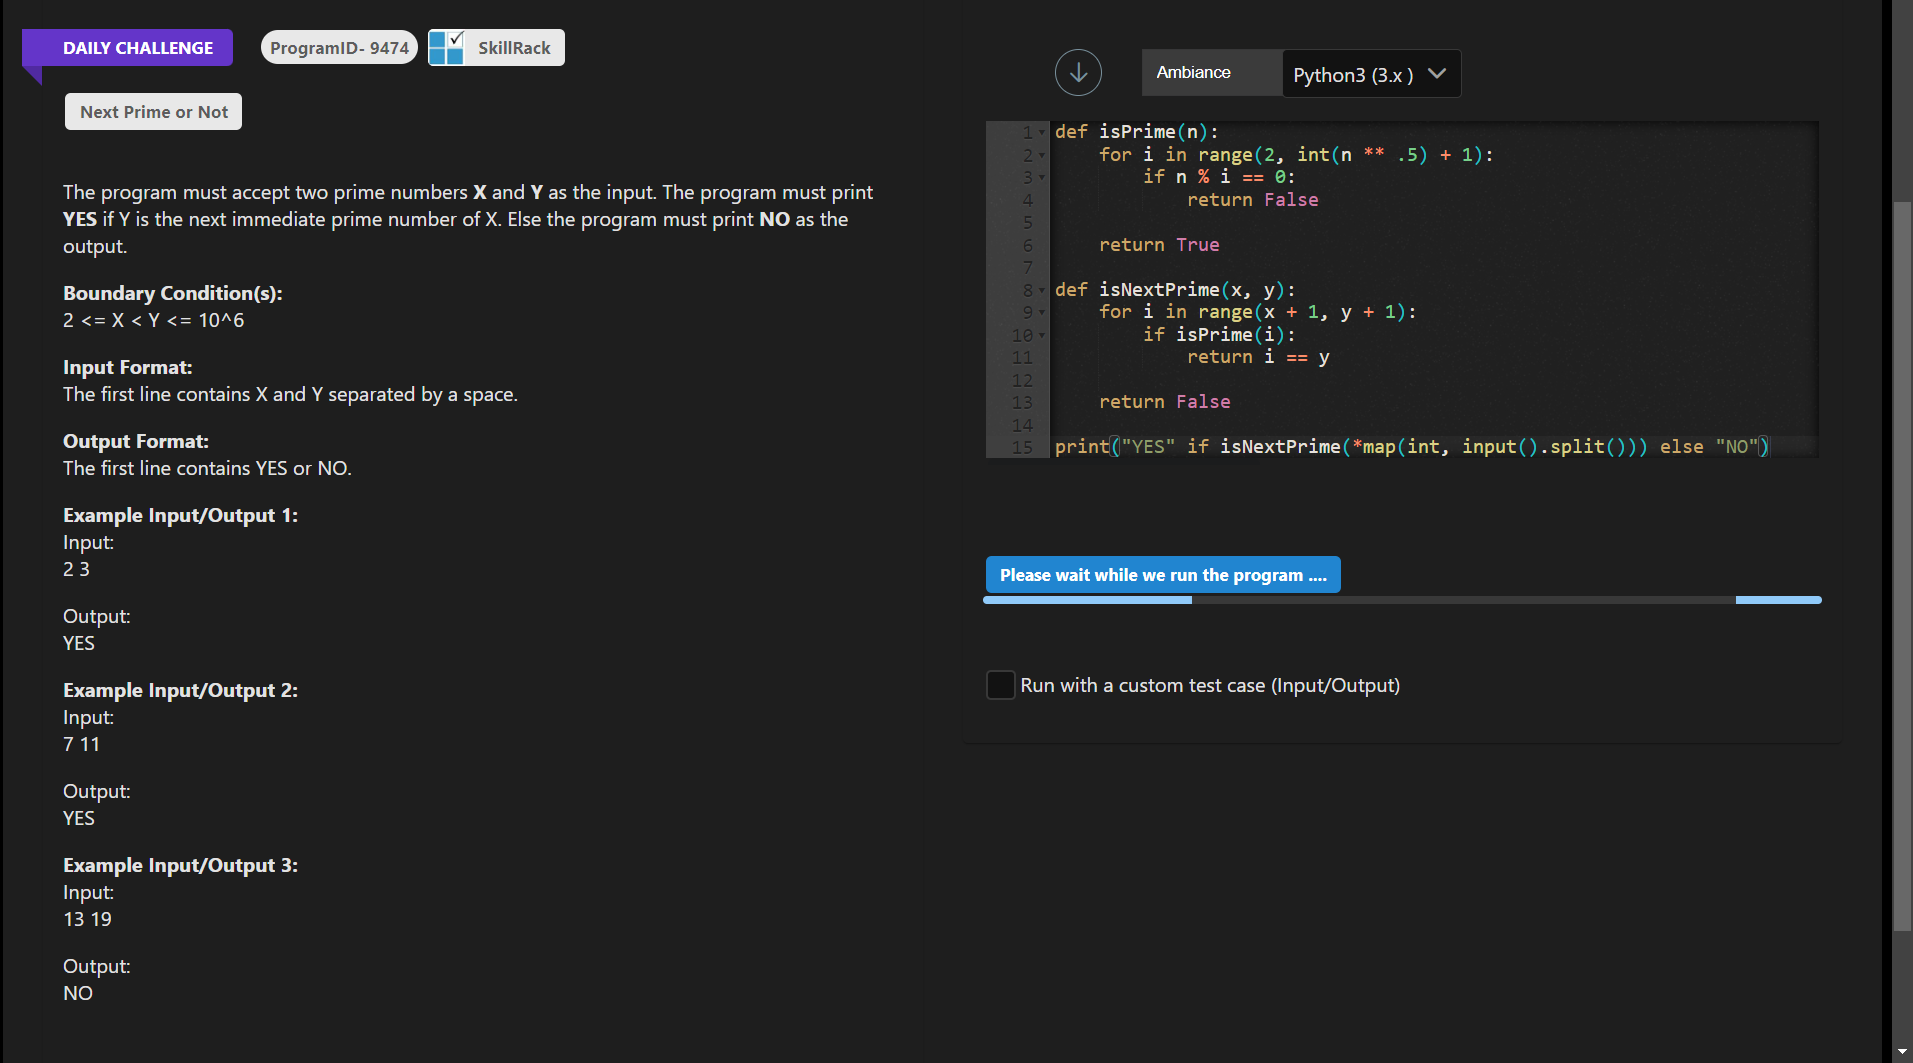 DAILY CHALLENGE
ProgramID- 9474
SkillRack
Next Prime or Not
The program must accept two prime numbers X and Y as the input. The program must print
YES if Y is the next immediate prime number of X. Else the program must print NO as the
output.
Boundary Condition(s):
2 <= X < Y <= 10^6
Input Format:
The first line contains X and Y separated by a space.
Output Format:
The first line contains YES or NO.
Example Input/Output 1:
Input:
2 3
Output:
YES
Example Input/Output 2:
Input:
7 11
Output:
YES
Example Input/Output 3:
Input:
13 19
Output:
NO
Ambiance
Python3 (3.x )
1 def isPrime(n):
2     for i in range(2, int(n ** .5) + 1):
3         if n % i == 0:
4             return False
5
6     return True
7
8 def isNextPrime(x, y):
9     for i in range(x + 1, y + 1):
10         if isPrime(i):
11             return i == y
12
13     return False
14
15 print("YES" if isNextPrime(*map(int, input().split())) else "NO")
Please wait while we run the program ....
Run with a custom test case (Input/Output)